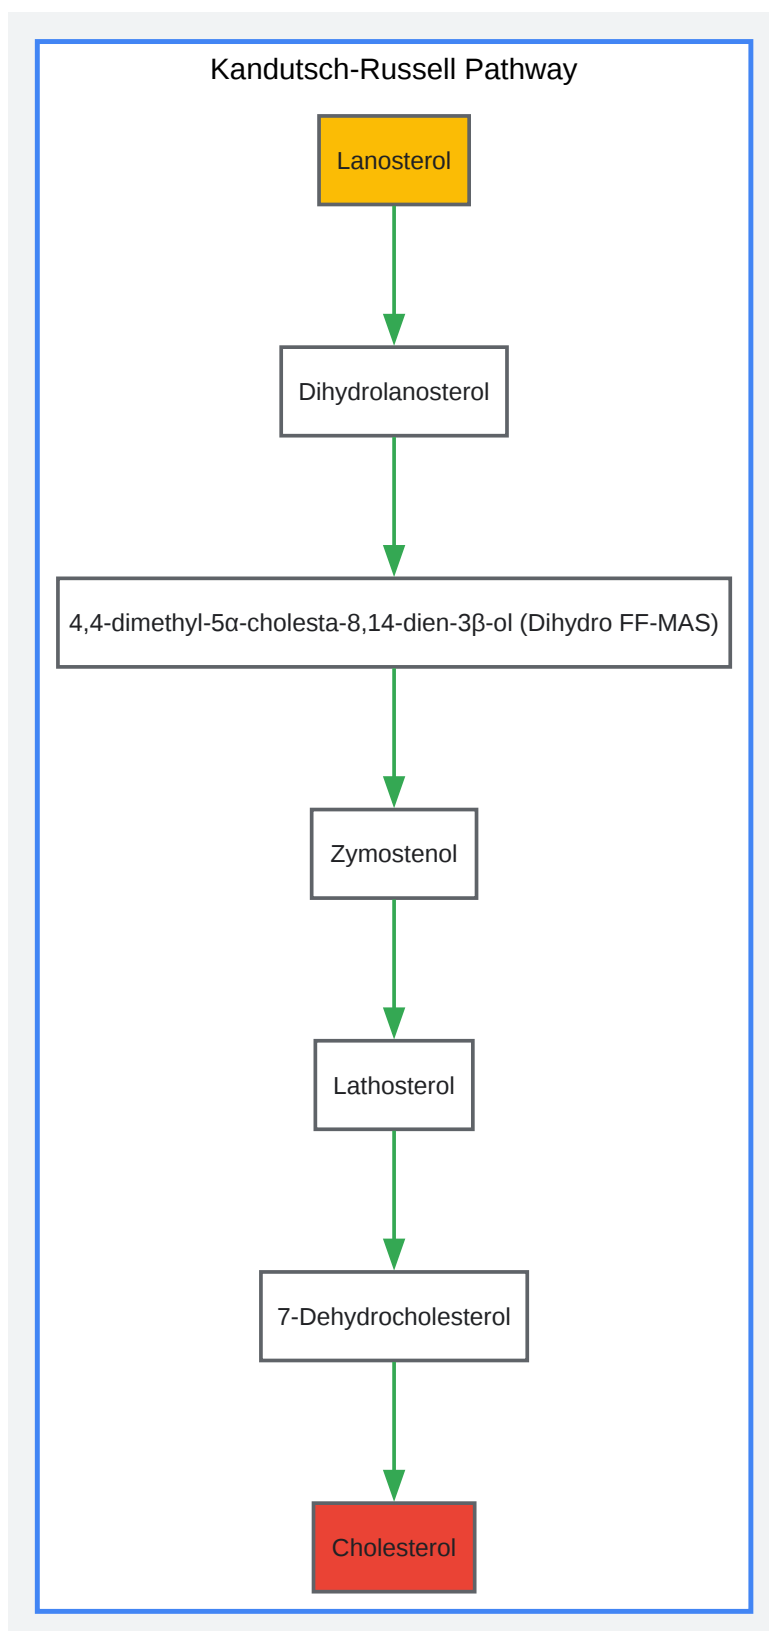 Kandutsch-Russell Pathway
Lanosterol
Dihydrolanosterol
4,4-dimethyl-5α-cholesta-8,14-dien-3β-ol (Dihydro FF-MAS)
Zymostenol
Lathosterol
7-Dehydrocholesterol
Cholesterol